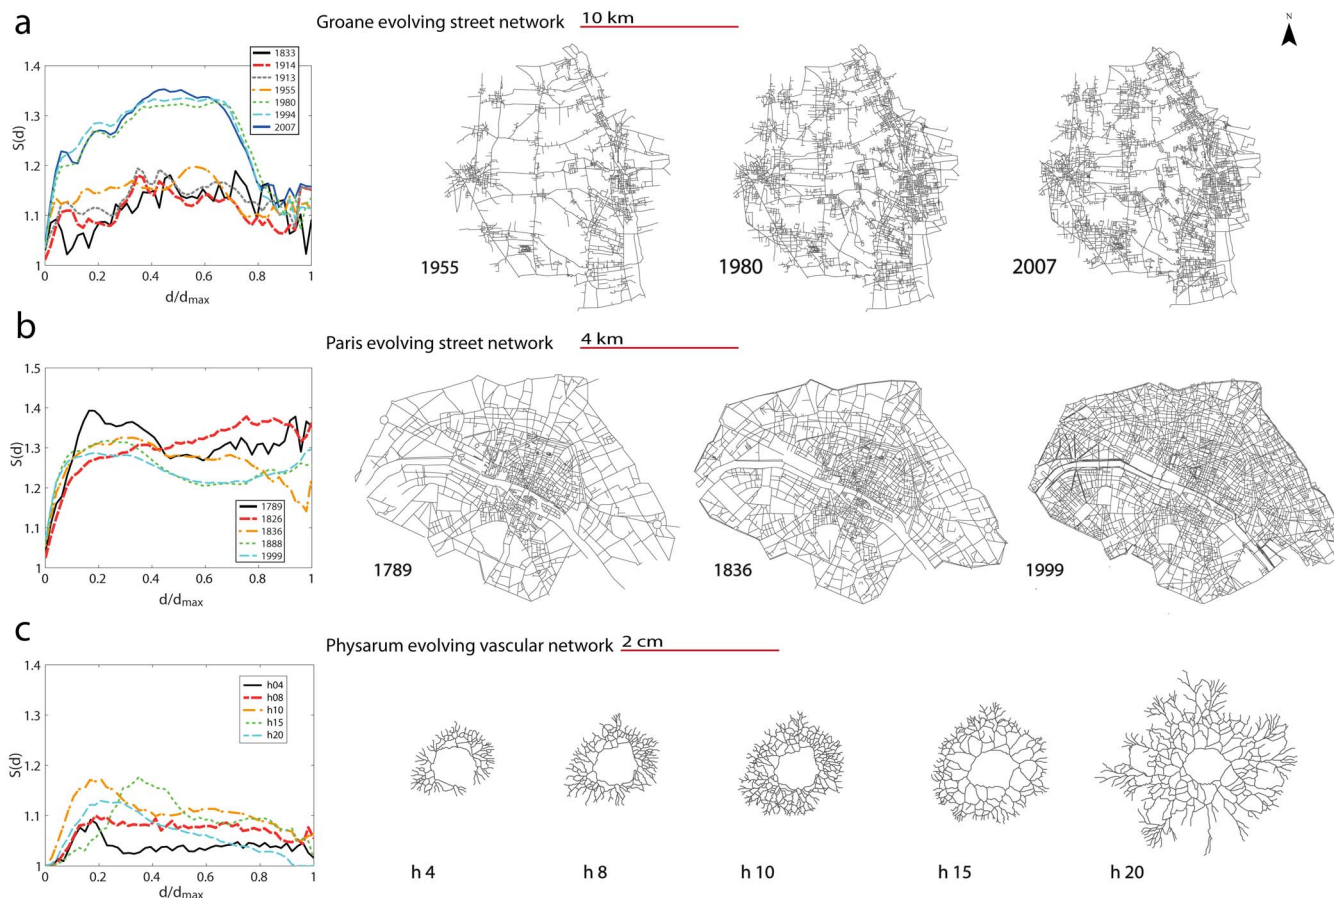 a
Groane evolving street network
10 km
N
1833
1914
1913
1955
1980
1994
2007
1.4
1.3
1.2
1.1
1
S(d)
0
0.2
0.4
0.6
0.8
1
d/dmax
1955
1980
2007
b
Paris evolving street network
4 km
1.5
1.4
1.3
1.2
1.1
1
S(d)
1789
1826
1836
1888
1999
0
0.2
0.4
0.6
0.8
1
d/dmax
1789
1836
1999
c
Physarum evolving vascular network
2 cm
1.4
1.3
1.2
1.1
1
S(d)
h04
h08
h10
h15
h20
0
0.2
0.4
0.6
0.8
1
d/dmax
h 4
h 8
h 10
h 15
h 20